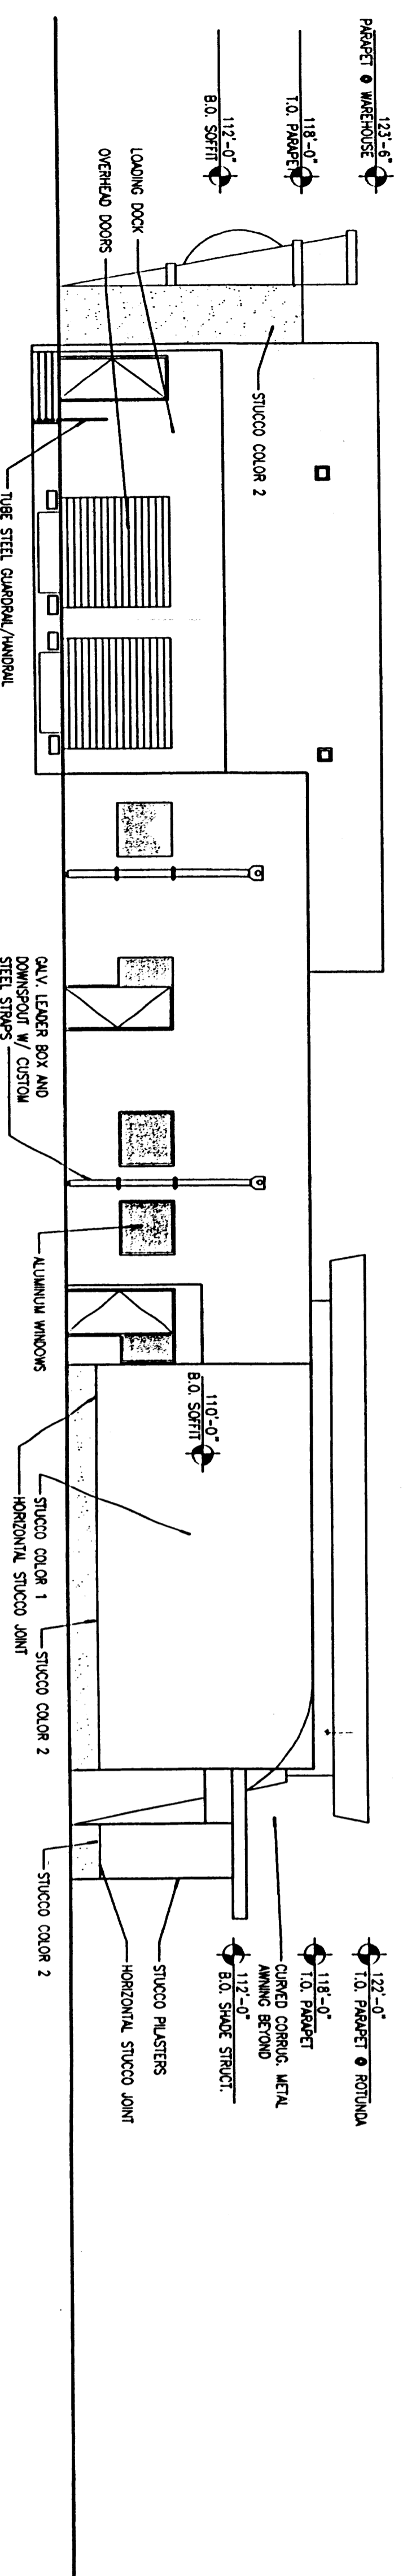 123'-6"
PARAPET @ WAREHOUSE
118'-0"
T.O. PARAPET
112'-0"
B.O. SOFFIT
LOADING DOCK
OVERHEAD DOORS
STUCCO COLOR 2
TUBE STEEL GUARDRAIL/HANDRAIL
GALV. LEADER BOX AND
DOWNSPOUT W/ CUSTOM
STEEL STRAPS
ALUMINUM WINDOWS
110'-0"
B.O. SOFFIT
STUCCO COLOR 1
HORIZONTAL STUCCO JOINT
STUCCO COLOR 2
STUCCO COLOR 2
HORIZONTAL STUCCO JOINT
STUCCO PILASTERS
122'-0"
T.O. PARAPET @ ROTUNDA
118'-0"
T.O. PARAPET
CURVED CORRUG. METAL
AWNING BEYOND
112'-0"
B.O. SHADE STRUCT.